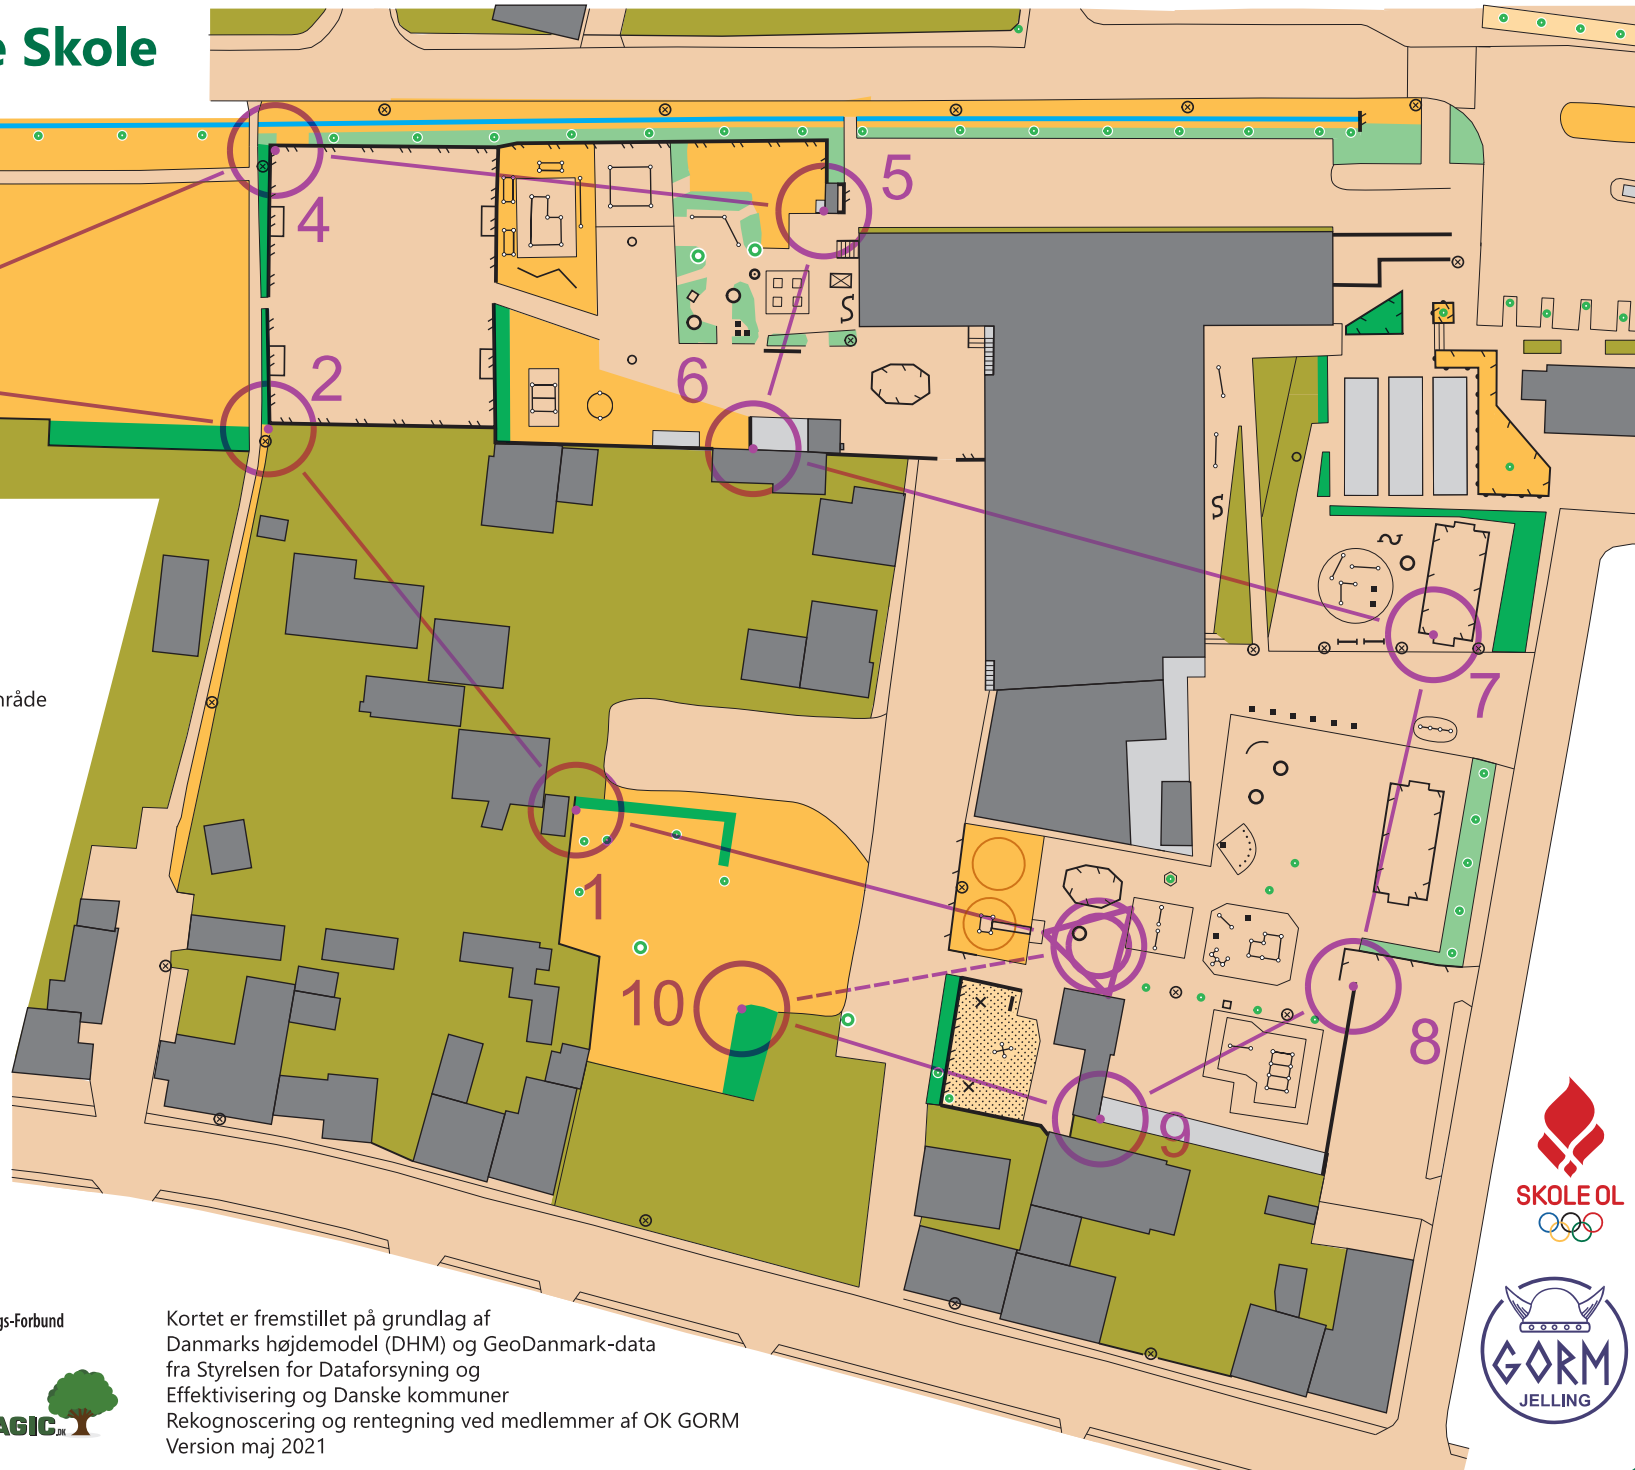 e Skole
5
4
2
6
7
råde
1
10
8
9
SKOLE OL
gs-Forbund
Kortet er fremstillet på grundlag af
Danmarks højdemodel (DHM) og GeoDanmark-data
fra Styrelsen for Dataforsyning og
Effektivisering og Danske kommuner
Rekognoscering og rentegning ved medlemmer af OK GORM
Version maj 2021
AGIC.DK
GORM
JELLING